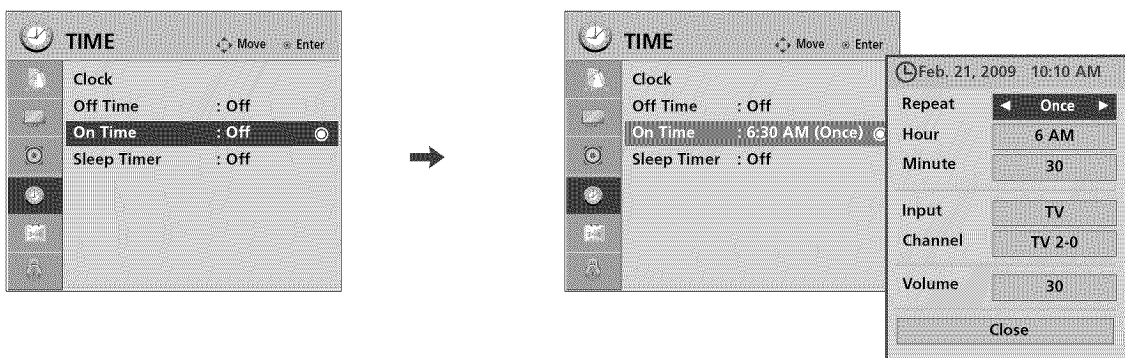 TIME
Move Enter
Clock
Off Time : Off
On Time : Off
Sleep Timer : Off
TIME
Move Enter
Clock
Off Time : Off
On Time : 6:30 AM (Once)
Sleep Timer : Off
Feb. 21, 2009 10:10 AM
Repeat ◀ Once ▶
Hour 6 AM
Minute 30
Input TV
Channel TV 2-0
Volume 30
Close